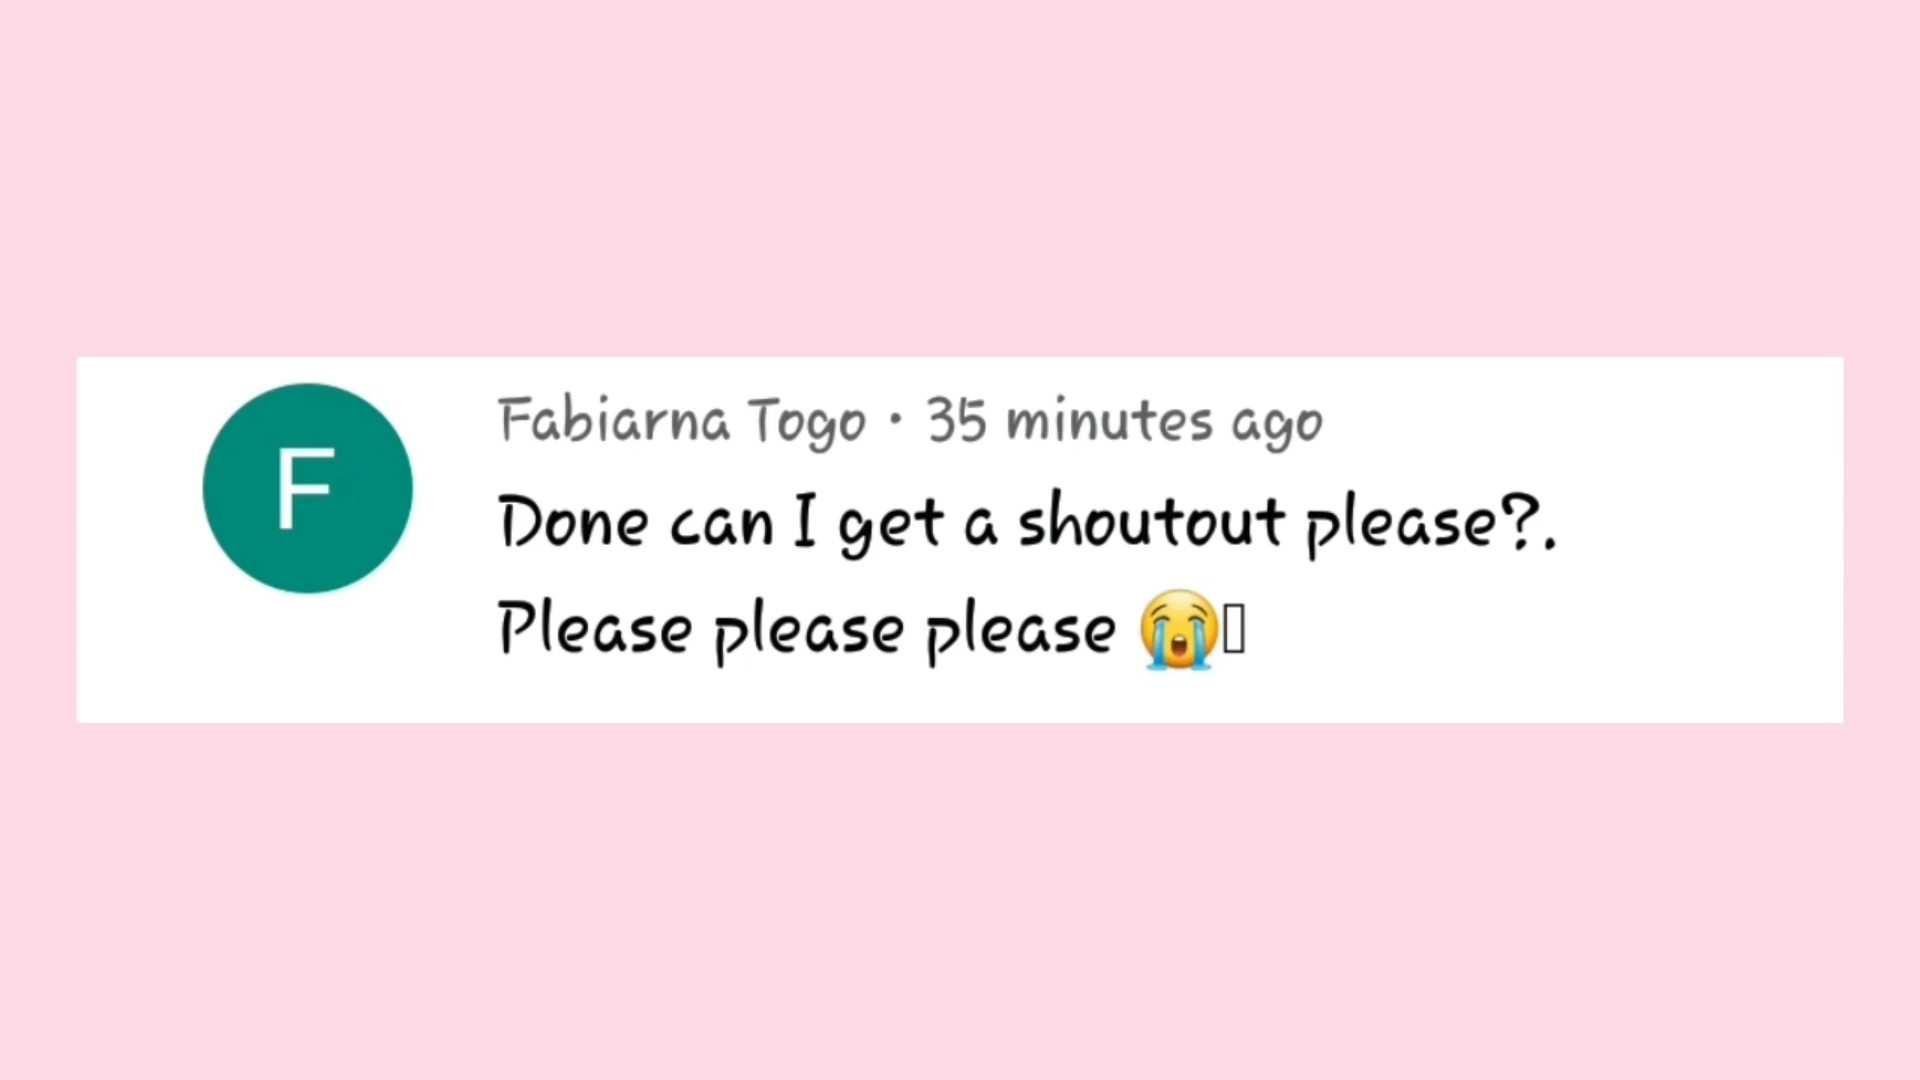 F
Fabiarna Togo • 35 minutes ago
Done can I get a shoutout please?.
Please please please 😭▯